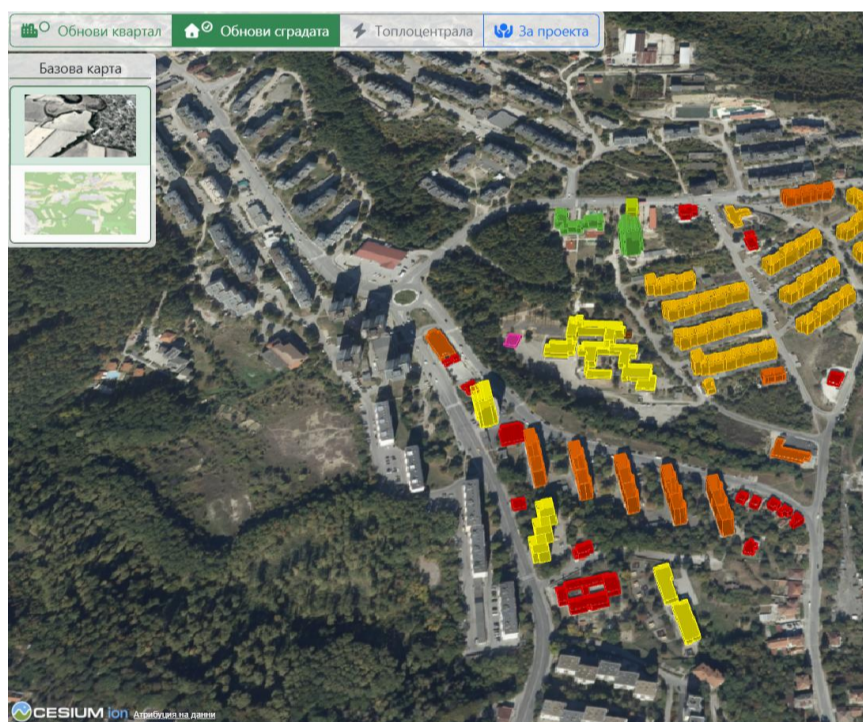 Обнови квартал
Обнови сградата
Топлоцентрала
За проекта
Базова карта
CESIUM ion Атрибуция на данни